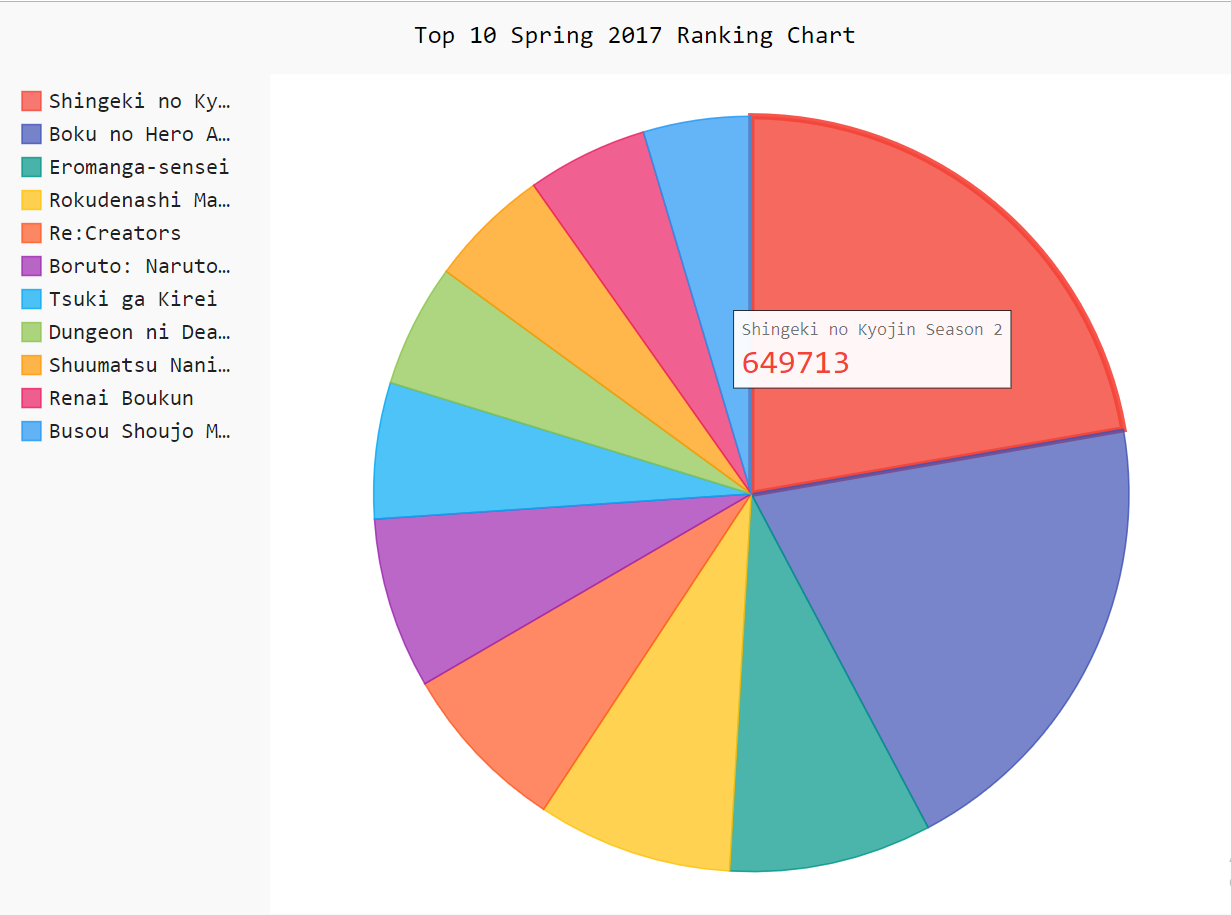 Top 10 Spring 2017 Ranking Chart
Shingeki no Ky…
Boku no Hero A…
Eromanga-sensei
Rokudenashi Ma…
Re:Creators
Boruto: Naruto…
Tsuki ga Kirei
Dungeon ni Dea…
Shuumatsu Nani…
Renai Boukun
Busou Shoujo M…
Shingeki no Kyojin Season 2
649713